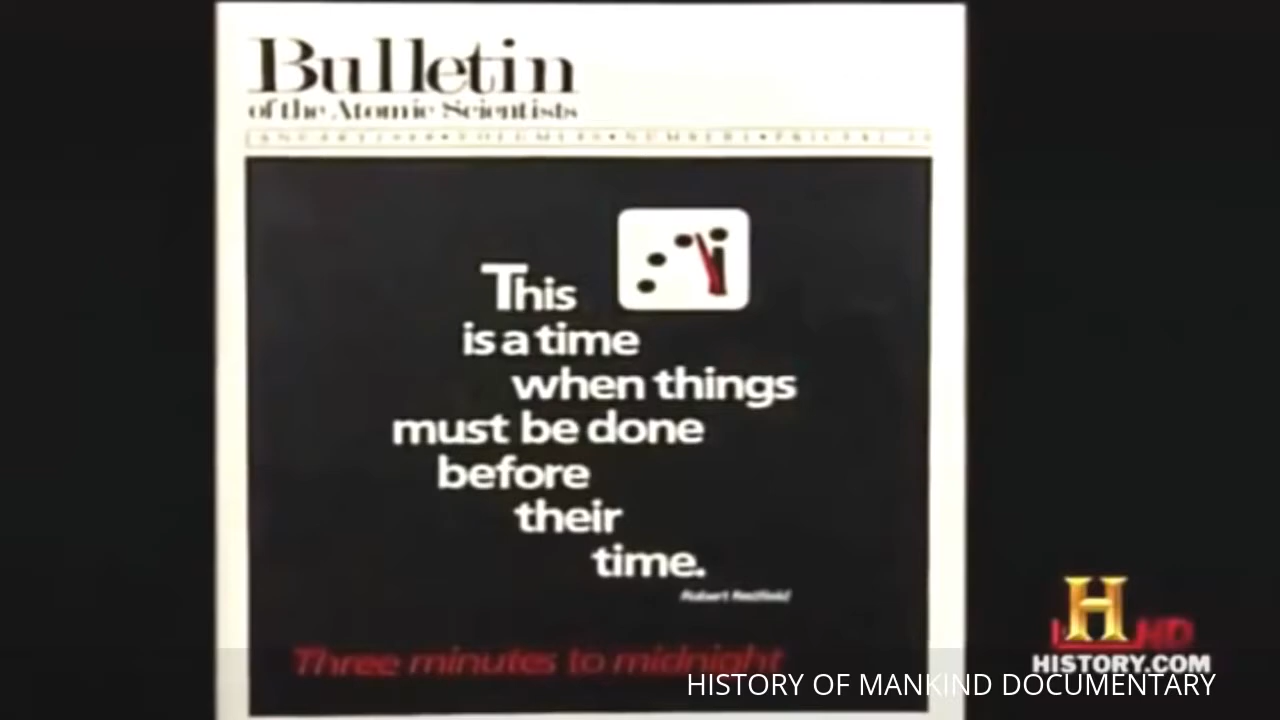 Bulletin
of the Atomic Scientists
This
is a time
when things
must be done
before
their
time.
Robert Redfield
Three minutes to midnight
H
HD
HISTORY.COM
HISTORY OF MANKIND DOCUMENTARY